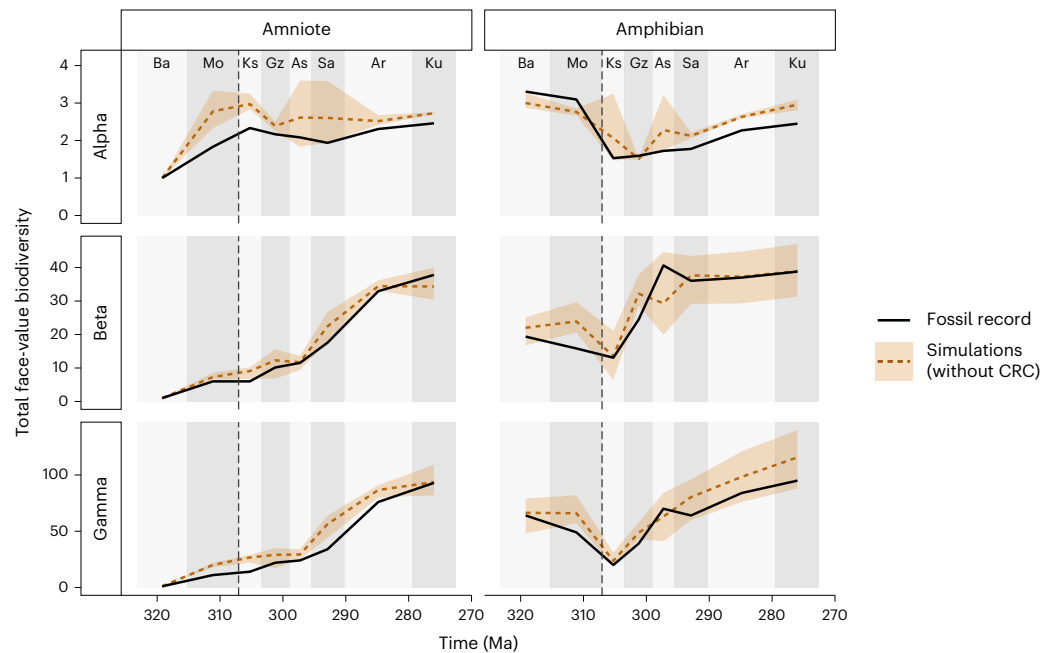 Amniote
Amphibian
Ba Mo Ks Gz As Sa Ar Ku
Ba Mo Ks Gz As Sa Ar Ku
Total face-value biodiversity
Alpha
4
3
2
1
0
Beta
40
30
20
10
0
Gamma
100
50
0
320 310 300 290 280 270
320 310 300 290 280 270
Time (Ma)
Fossil record
Simulations
(without CRC)